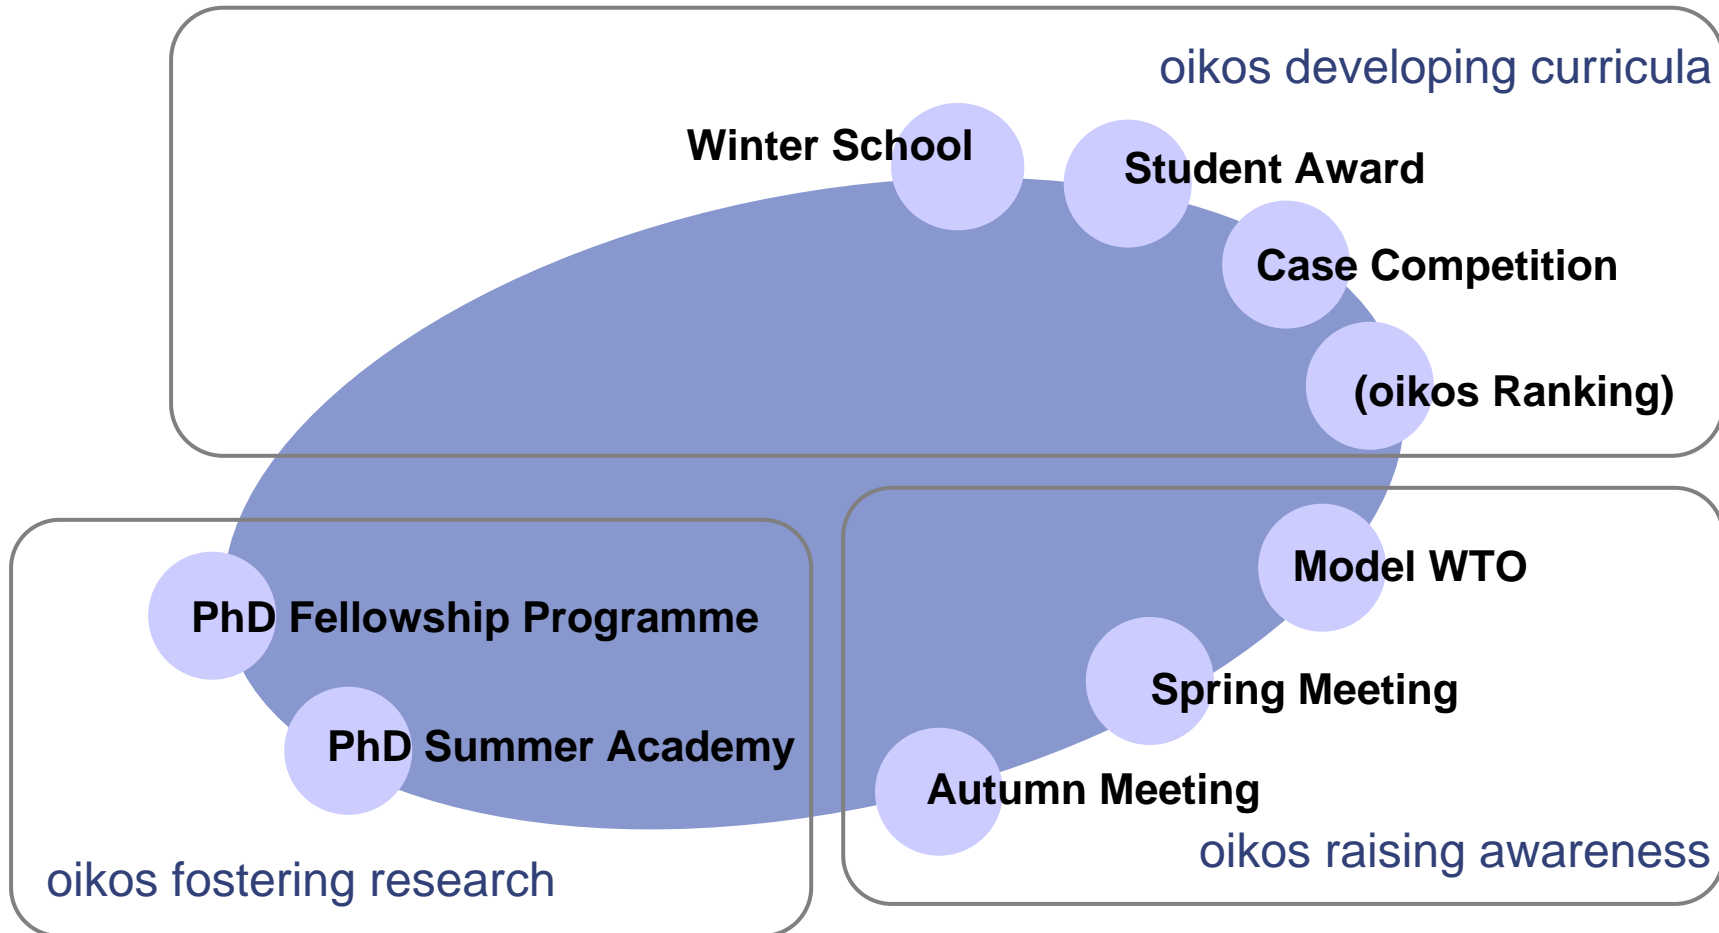 oikos developing curricula
Winter School
Student Award
Case Competition
(oikos Ranking)
Model WTO
PhD Fellowship Programme
Spring Meeting
PhD Summer Academy
Autumn Meeting
oikos raising awareness
oikos fostering research